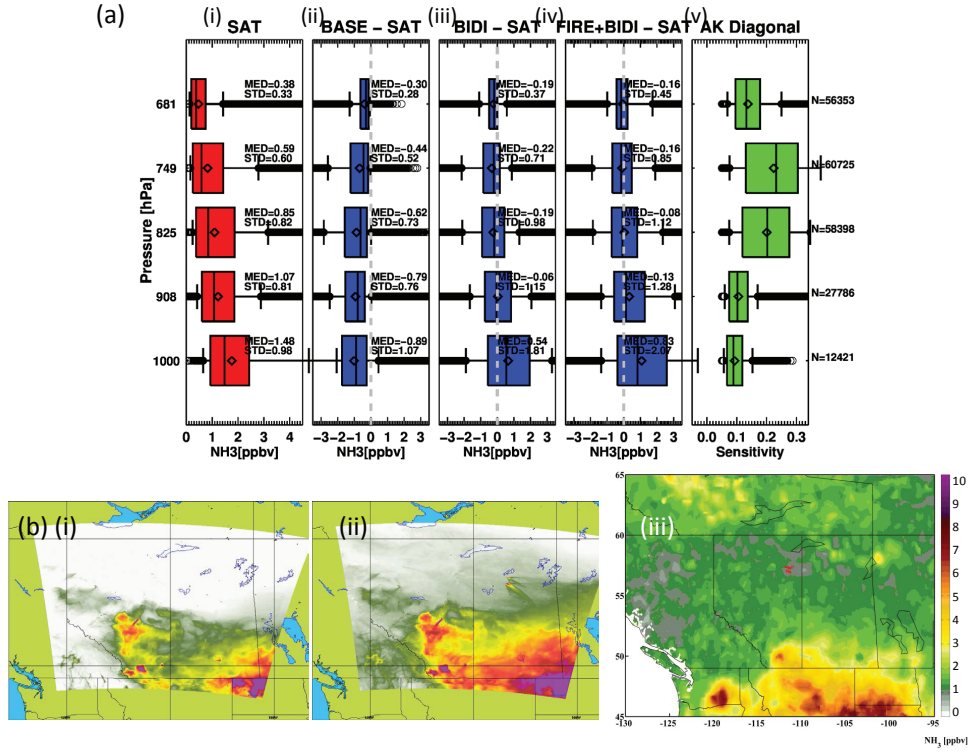 (a)
(i) (ii) (iii) (iv) (v)
SAT BASE − SAT BIDI − SAT FIRE+BIDI − SAT AK Diagonal
MED=0.38 MED=−0.30 MED=−0.19 MED=−0.16
681 STD=0.33 STD=0.28 STD=0.37 STD=0.45 N=56353
MED=0.59 MED=−0.44 MED=−0.22 MED=−0.16
749 STD=0.60 STD=0.52 STD=0.71 STD=0.85 N=60725
MED=0.85 MED=−0.62 MED=−0.19 MED=−0.08
825 STD=0.82 STD=0.73 STD=0.98 STD=1.12 N=58398
MED=1.07 MED=−0.79 MED=−0.06 MED=0.13
908 STD=0.81 STD=0.76 STD=1.15 STD=1.28 N=27786
MED=1.48 MED=−0.89 MED=0.54 MED=0.83
1000 STD=0.98 STD=1.07 STD=1.81 STD=2.07 N=12421
Pressure [hPa]
0 1 2 3 4 −3−2−1 0 1 2 3 −3−2−1 0 1 2 3 −3−2−1 0 1 2 3 0.0 0.1 0.2 0.3
NH3[ppbv] NH3[ppbv] NH3[ppbv] NH3[ppbv] Sensitivity
(b) (i) (ii) (iii)
65
60
55
50
45
-130 -125 -120 -115 -110 -105 -100 -95
10
9
8
7
6
5
4
3
2
1
0
NH3 [ppbv]